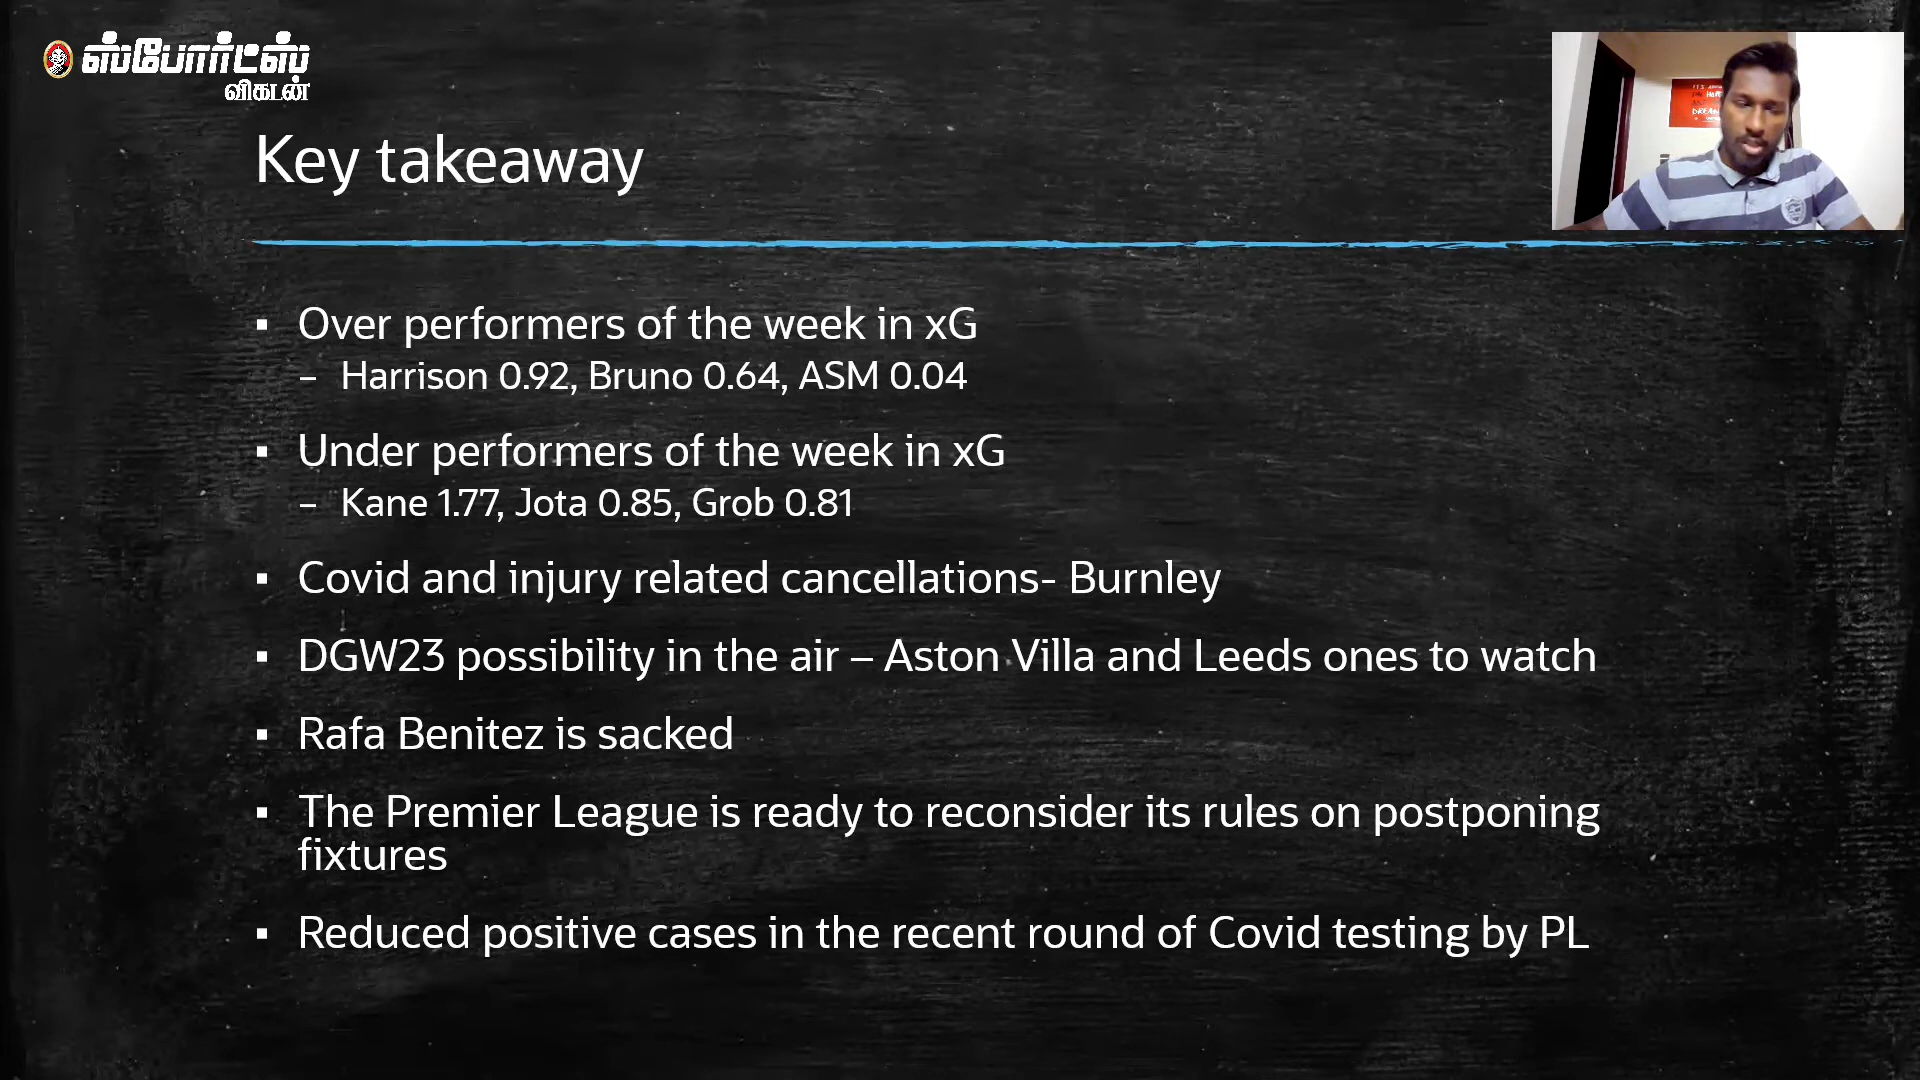 ஸ்போர்ட்ஸ்
விகடன்
Key takeaway
▪ Over performers of the week in xG
– Harrison 0.92, Bruno 0.64, ASM 0.04
▪ Under performers of the week in xG
– Kane 1.77, Jota 0.85, Grob 0.81
▪ Covid and injury related cancellations- Burnley
▪ DGW23 possibility in the air – Aston Villa and Leeds ones to watch
▪ Rafa Benitez is sacked
▪ The Premier League is ready to reconsider its rules on postponing
fixtures
▪ Reduced positive cases in the recent round of Covid testing by PL